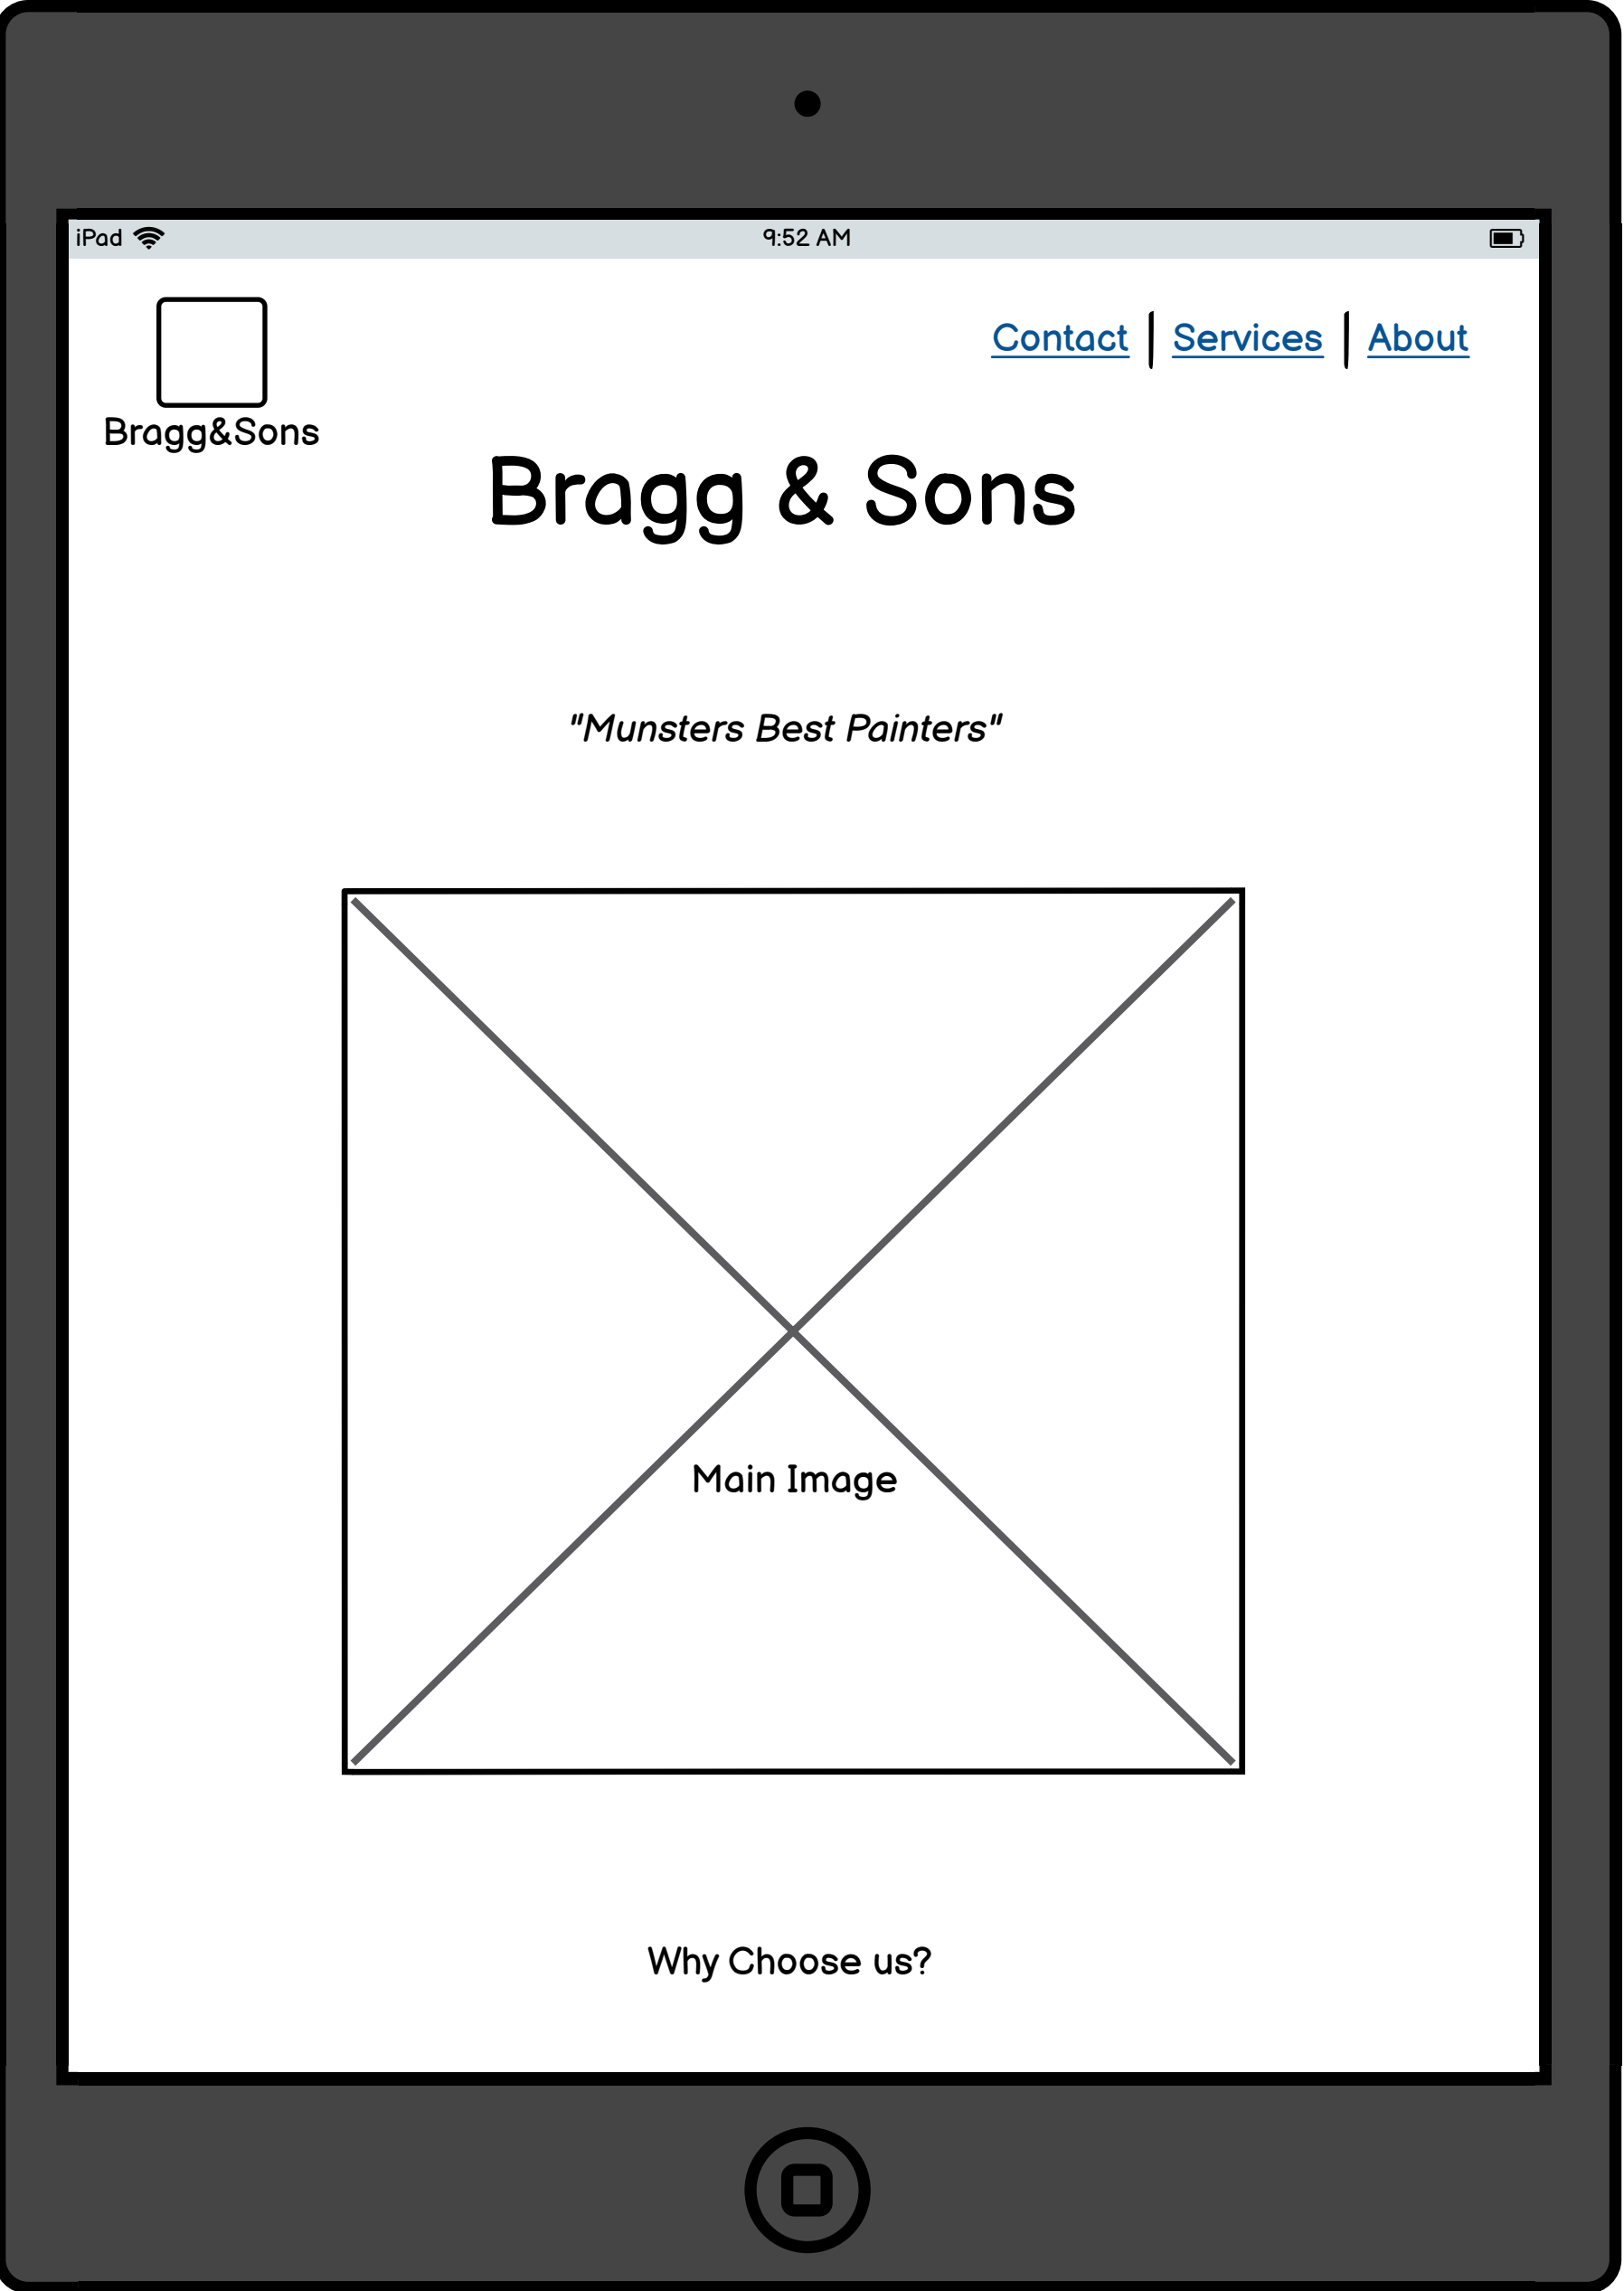 iPad 9:52 AM
Contact | Services | About
Bragg&Sons
Bragg & Sons
"Munsters Best Painters"
Main Image
Why Choose us?